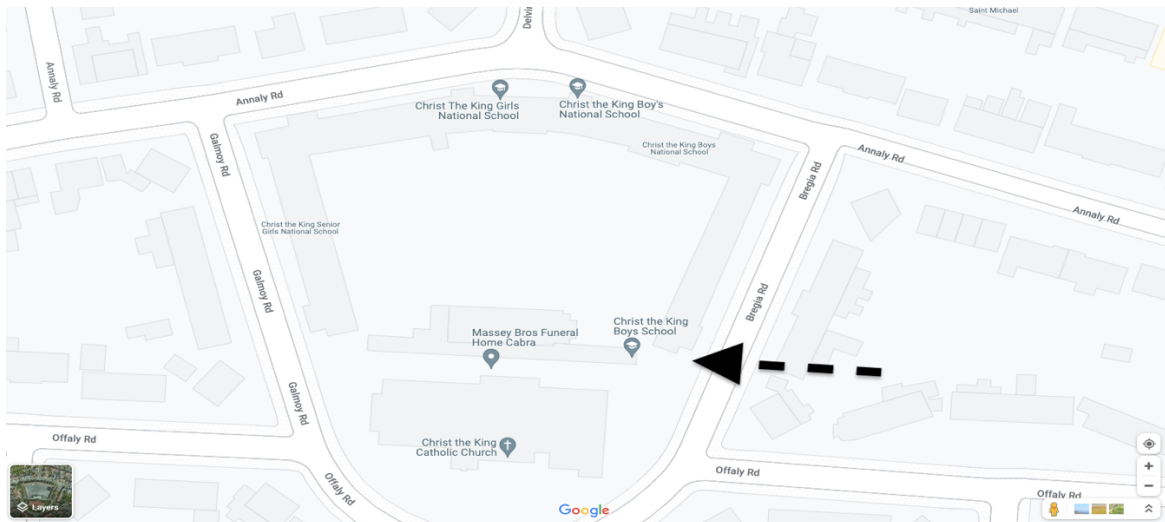 Saint Michael
Delvin
Annaly Rd
Annaly Rd
Christ The King Girls
National School
Christ the King Boy's
National School
Galmoy Rd
Christ the King Boys
National School
Annaly Rd
Bregia Rd
Annaly Rd
Christ the King Senior
Girls National School
Galmoy Rd
Bregia Rd
Christ the King
Boys School
Massey Bros Funeral
Home Cabra
Galmoy Rd
Offaly Rd
Christ the King
Catholic Church
Offaly Rd
Offaly Rd
Offaly Rd
Layers
Google